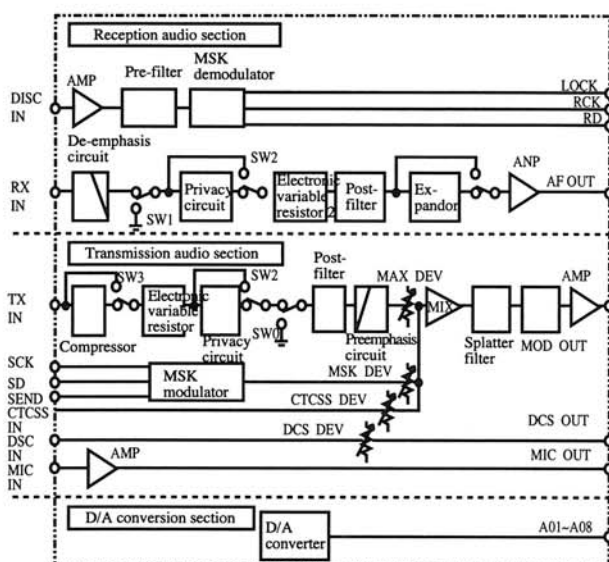 Reception audio section
AMP
Pre-filter
MSK
demodulator
LOCK
RCK
RD
DISC
IN
De-emphasis
circuit
SW2
ANP
RX
IN
SW1
Privacy
circuit
Electronic
variable
resistor 2
Post-
filter
Ex-
pandor
AF OUT
Transmission audio section
SW3
SW2
Post-
filter
MAX DEV
AMP
TX
IN
Compressor
Electronic
variable
resistor
Privacy
circuit
SW0
Preemphasis
circuit
MIX
Splatter
filter
MOD OUT
SCK
SD
SEND
MSK
modulator
MSK DEV
CTCSS
IN
CTCSS DEV
DSC
IN
DCS DEV
DCS OUT
MIC
IN
AMP
MIC OUT
D/A conversion section
D/A
converter
A01~A08